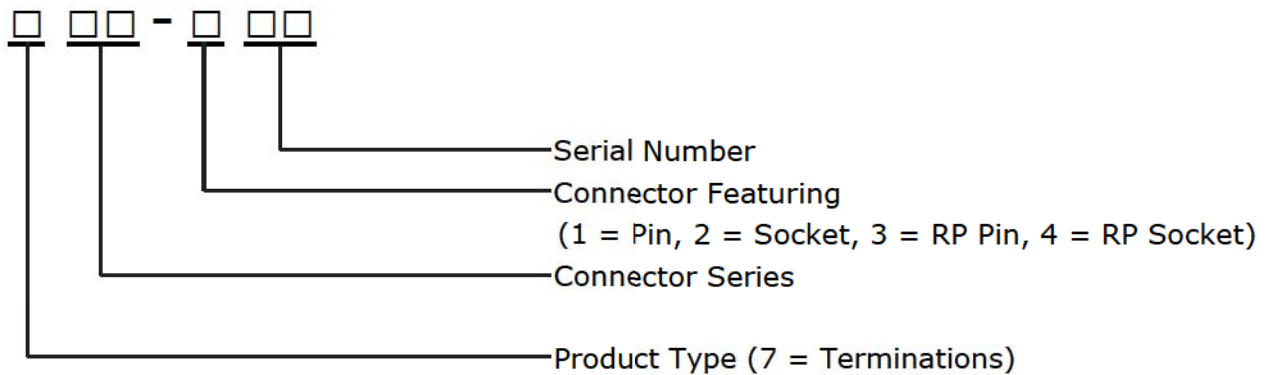 □ □□ - □ □□
Serial Number
Connector Featuring
(1 = Pin, 2 = Socket, 3 = RP Pin, 4 = RP Socket)
Connector Series
Product Type (7 = Terminations)